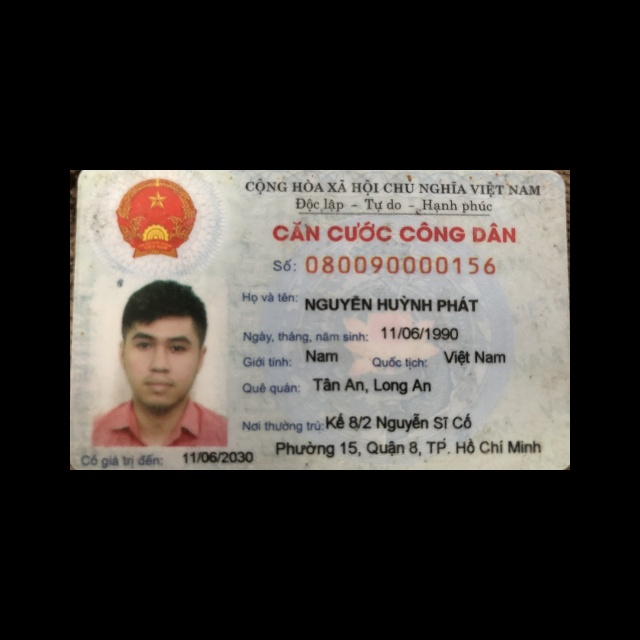 CỘNG HÒA XÃ HỘI CHỦ NGHĨA VIỆT NAM
Độc lập - Tự do - Hạnh phúc
CĂN CƯỚC CÔNG DÂN
Số: 080090000156
Họ và tên: NGUYỄN HUỲNH PHÁT
Ngày, tháng, năm sinh: 11/06/1990
Giới tính: Nam Quốc tịch: Việt Nam
Quê quán: Tân An, Long An
Nơi thường trú: Kế 8/2 Nguyễn Sĩ Cố
Phường 15, Quận 8, TP. Hồ Chí Minh
Có giá trị đến: 11/06/2030